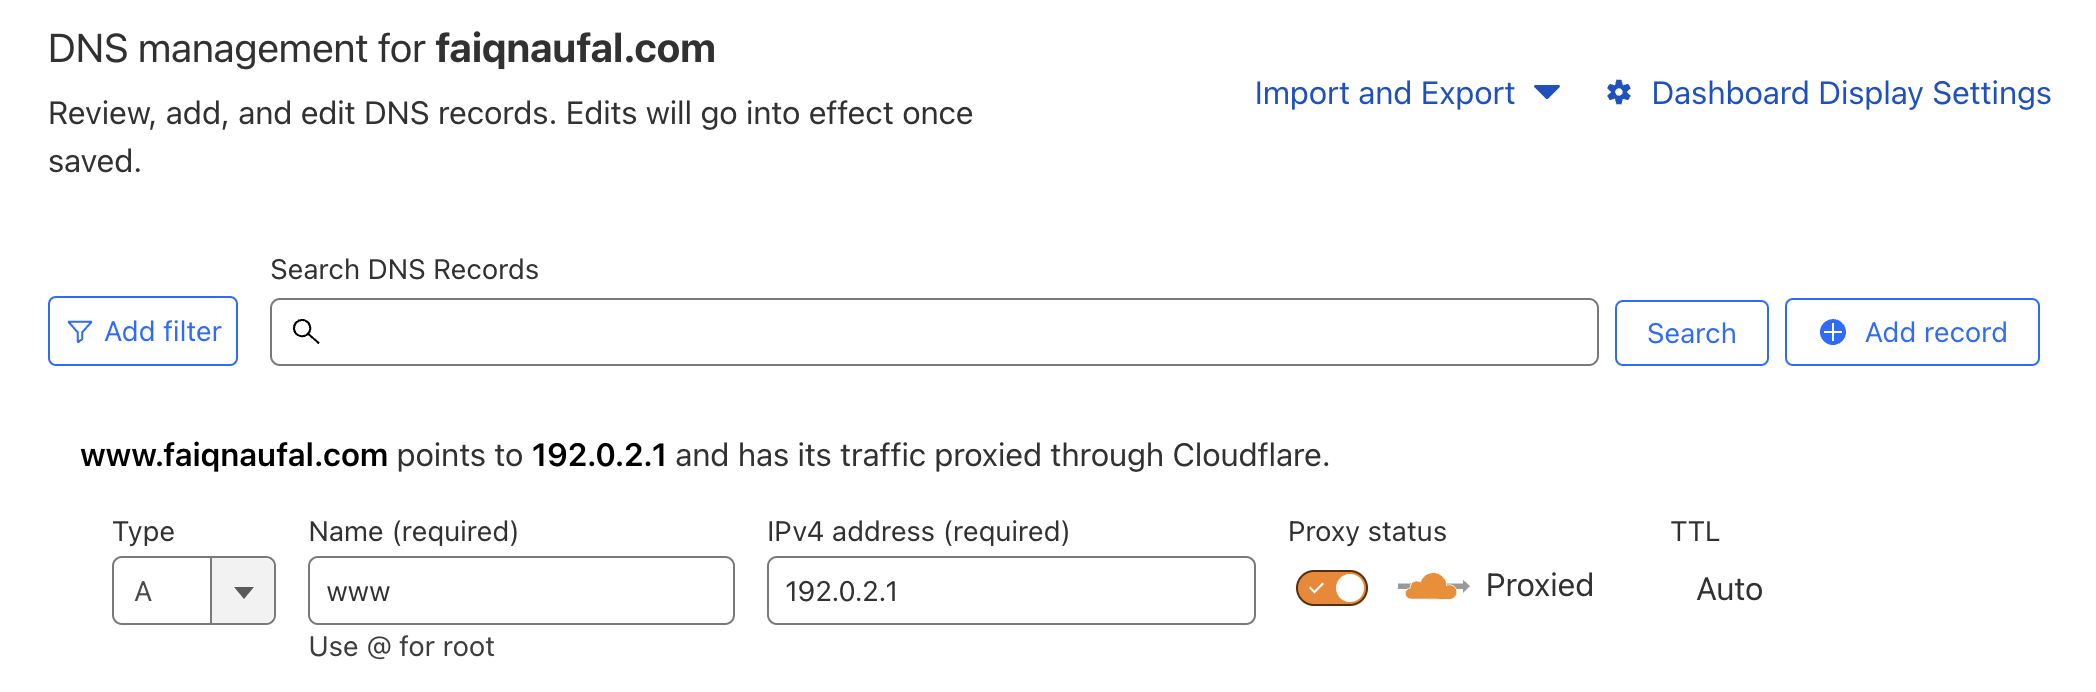 DNS management for faiqnaufal.com
Review, add, and edit DNS records. Edits will go into effect once
saved.
Import and Export
Dashboard Display Settings
Search DNS Records
Add filter
Search
Add record
www.faiqnaufal.com points to 192.0.2.1 and has its traffic proxied through Cloudflare.
Type
Name (required)
IPv4 address (required)
Proxy status
TTL
A
www
192.0.2.1
Proxied
Auto
Use @ for root